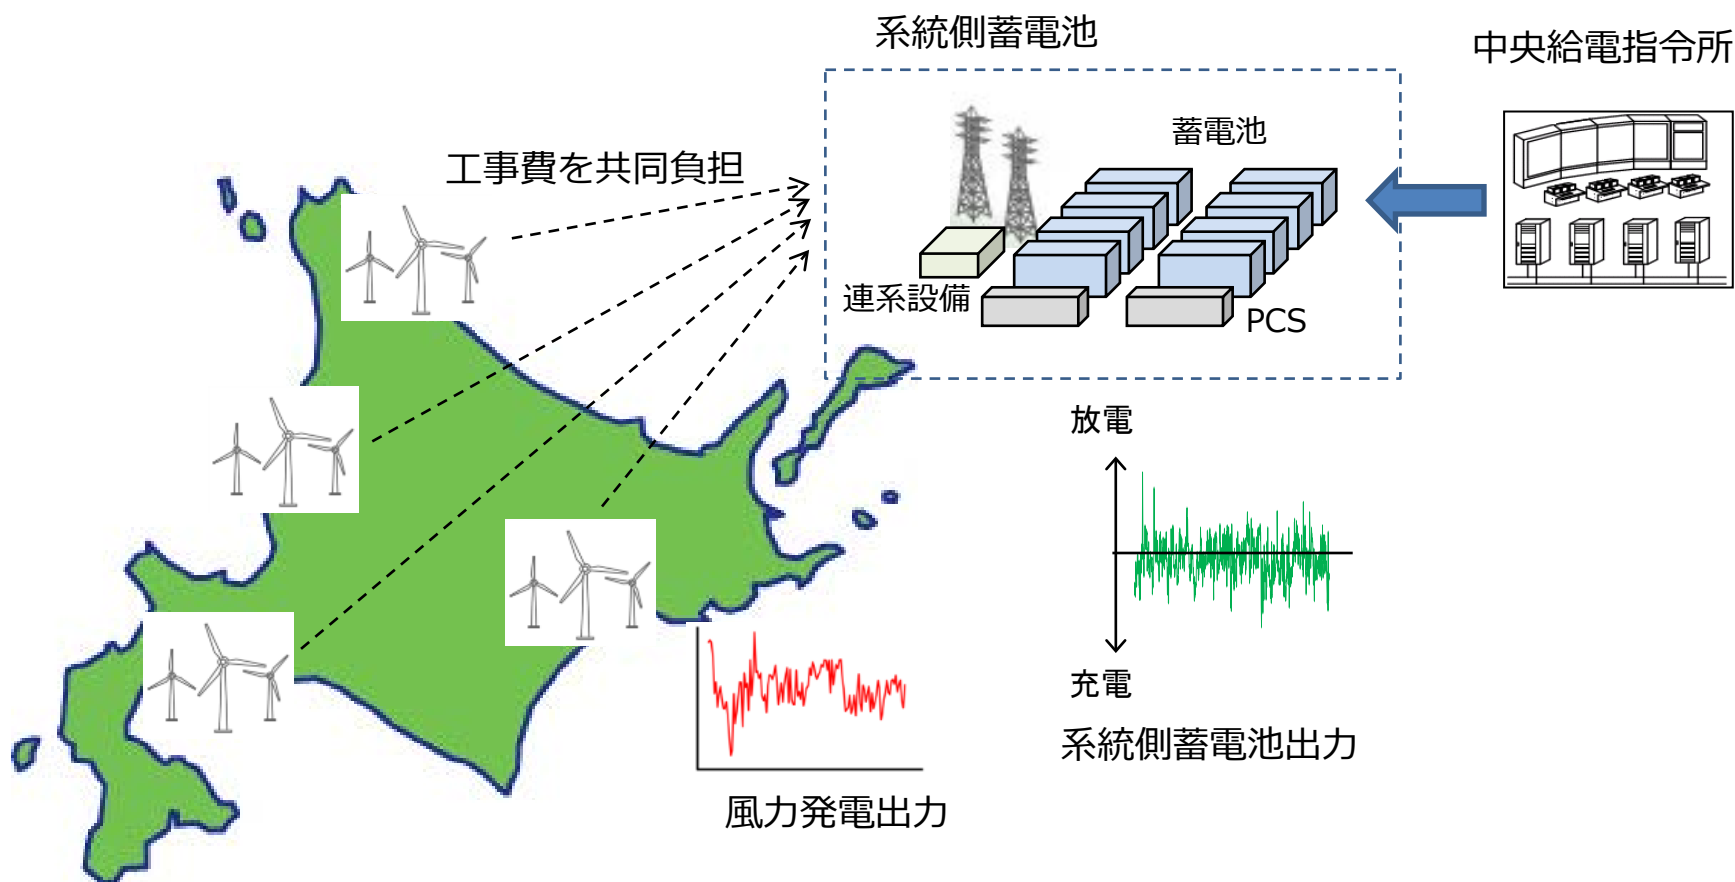 系統側蓄電池
中央給電指令所
蓄電池
工事費を共同負担
連系設備
PCS
放電
充電
系統側蓄電池出力
風力発電出力